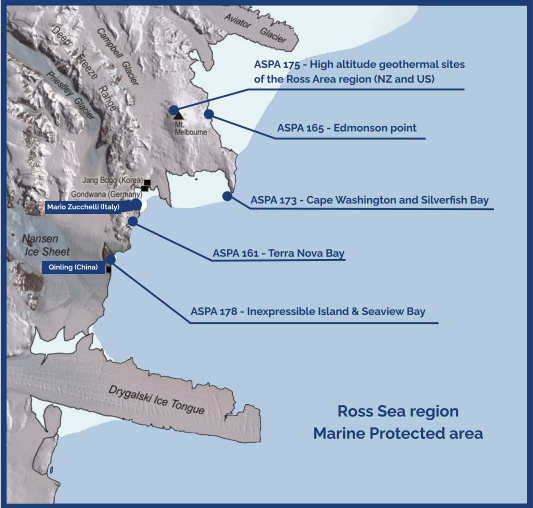 Aviator Glacier
Campbell Glacier
Deep Freeze Range
Priestley Glacier
ASPA 175 - High altitude geothermal sites
of the Ross Area region (NZ and US)
Mt.
Melbourne
ASPA 165 - Edmonson point
Jang Bogo (Korea)
Gondwana (Germany)
Mario Zucchelli (Italy)
ASPA 173 - Cape Washington and Silverfish Bay
Nansen
Ice Sheet
ASPA 161 - Terra Nova Bay
Qinling (China)
ASPA 178 - Inexpressible Island & Seaview Bay
Drygalski Ice Tongue
Ross Sea region
Marine Protected area